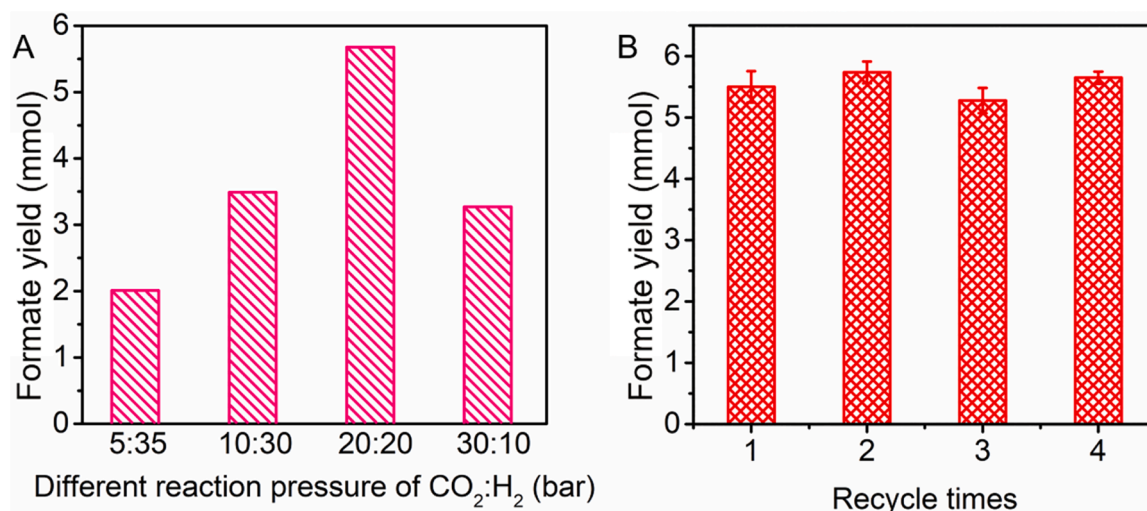 A
Formate yield (mmol)
6
5
4
3
2
1
0
5:35 10:30 20:20 30:10
Different reaction pressure of CO₂:H₂ (bar)
B
Formate yield (mmol)
6
5
4
3
2
1
0
1 2 3 4
Recycle times